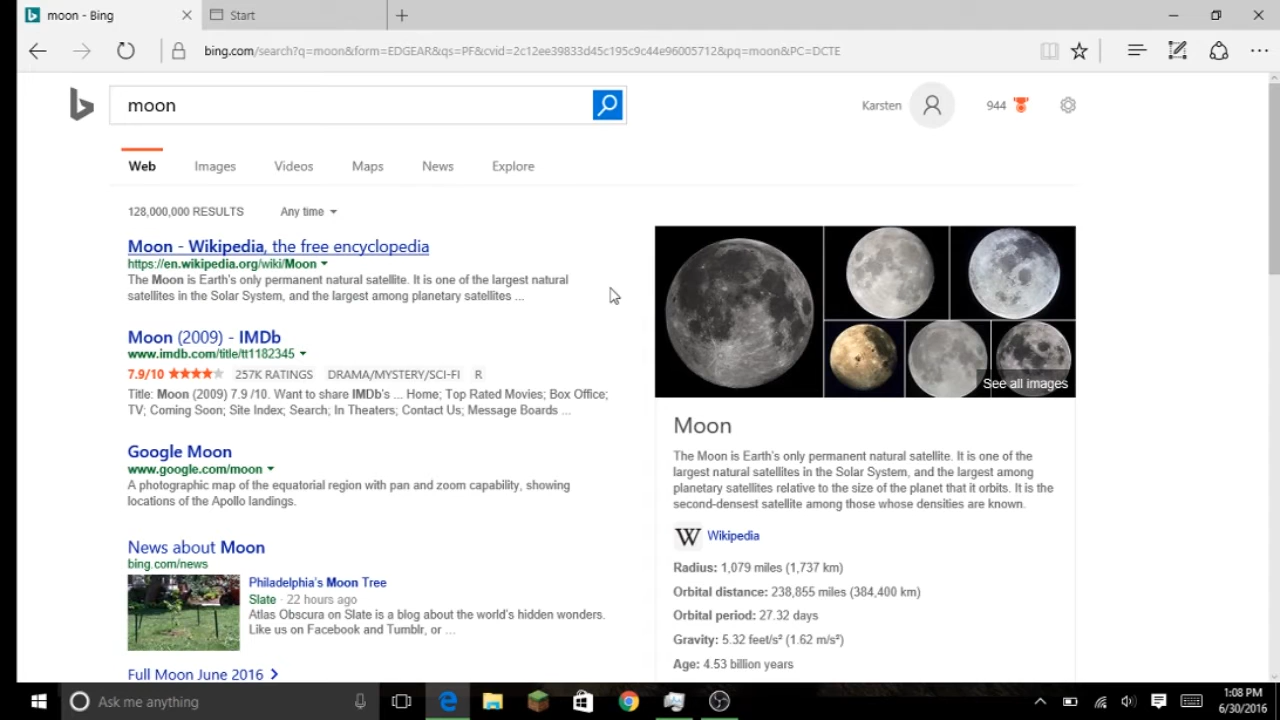 moon - Bing
Start
bing.com/search?q=moon&form=EDGEAR&qs=PF&cvid=2c12ee39833d45c195c9c44e96005712&pq=moon&PC=DCTE
moon
Karsten
944
Web
Images
Videos
Maps
News
Explore
128,000,000 RESULTS
Any time
Moon - Wikipedia, the free encyclopedia
https://en.wikipedia.org/wiki/Moon
The Moon is Earth's only permanent natural satellite. It is one of the largest natural
satellites in the Solar System, and the largest among planetary satellites ...
Moon (2009) - IMDb
www.imdb.com/title/tt1182345
7.9/10
257K RATINGS
DRAMA/MYSTERY/SCI-FI
R
Title: Moon (2009) 7.9 /10. Want to share IMDb's ... Home; Top Rated Movies; Box Office;
TV; Coming Soon; Site Index; Search; In Theaters; Contact Us; Message Boards ...
Google Moon
www.google.com/moon
A photographic map of the equatorial region with pan and zoom capability, showing
locations of the Apollo landings.
News about Moon
bing.com/news
Philadelphia's Moon Tree
Slate · 22 hours ago
Atlas Obscura on Slate is a blog about the world's hidden wonders.
Like us on Facebook and Tumblr, or ...
Full Moon June 2016
See all images
Moon
The Moon is Earth's only permanent natural satellite. It is one of the
largest natural satellites in the Solar System, and the largest among
planetary satellites relative to the size of the planet that it orbits. It is the
second-densest satellite among those whose densities are known.
W Wikipedia
Radius: 1,079 miles (1,737 km)
Orbital distance: 238,855 miles (384,400 km)
Orbital period: 27.32 days
Gravity: 5.32 feet/s² (1.62 m/s²)
Age: 4.53 billion years
Ask me anything
1:08 PM
6/30/2016